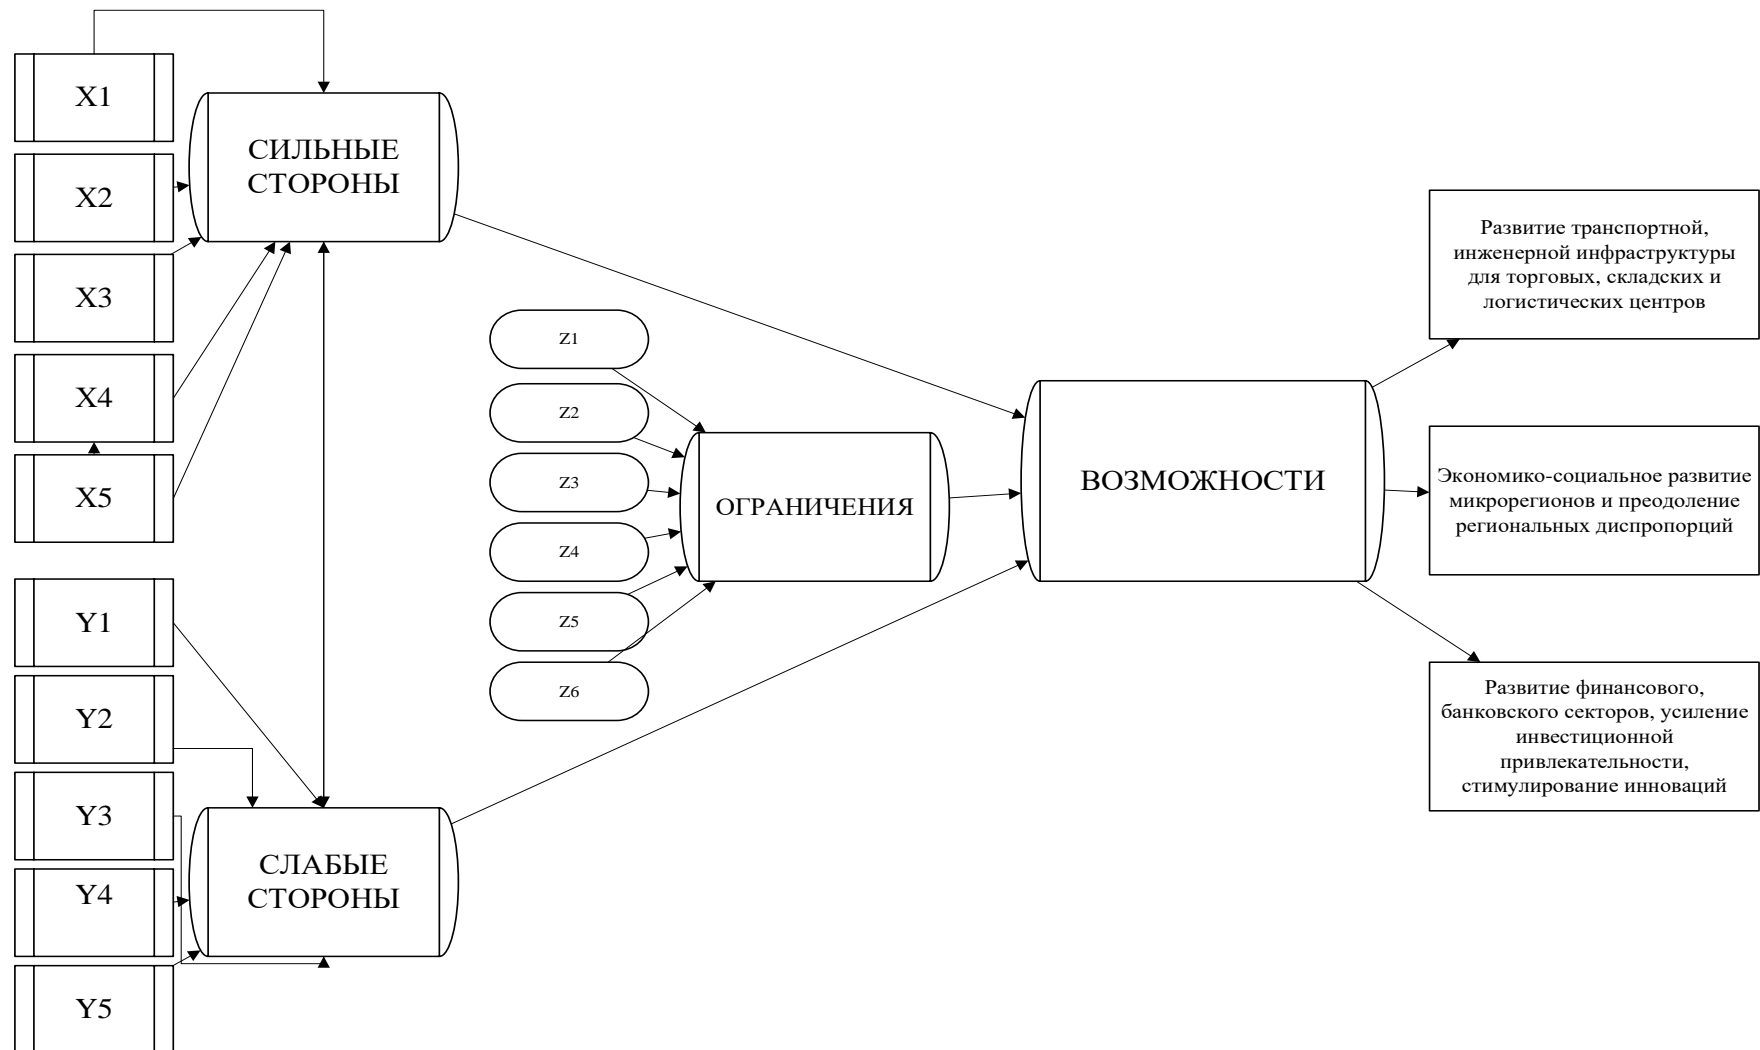 X1
X2
X3
X4
X5
Y1
Y2
Y3
Y4
Y5
СИЛЬНЫЕ
СТОРОНЫ
СЛАБЫЕ
СТОРОНЫ
Z1
Z2
Z3
Z4
Z5
Z6
ОГРАНИЧЕНИЯ
ВОЗМОЖНОСТИ
Развитие транспортной,
инженерной инфраструктуры
для торговых, складских и
логистических центров
Экономико-социальное развитие
микрорегионов и преодоление
региональных диспропорций
Развитие финансового,
банковского секторов, усиление
инвестиционной
привлекательности,
стимулирование инноваций